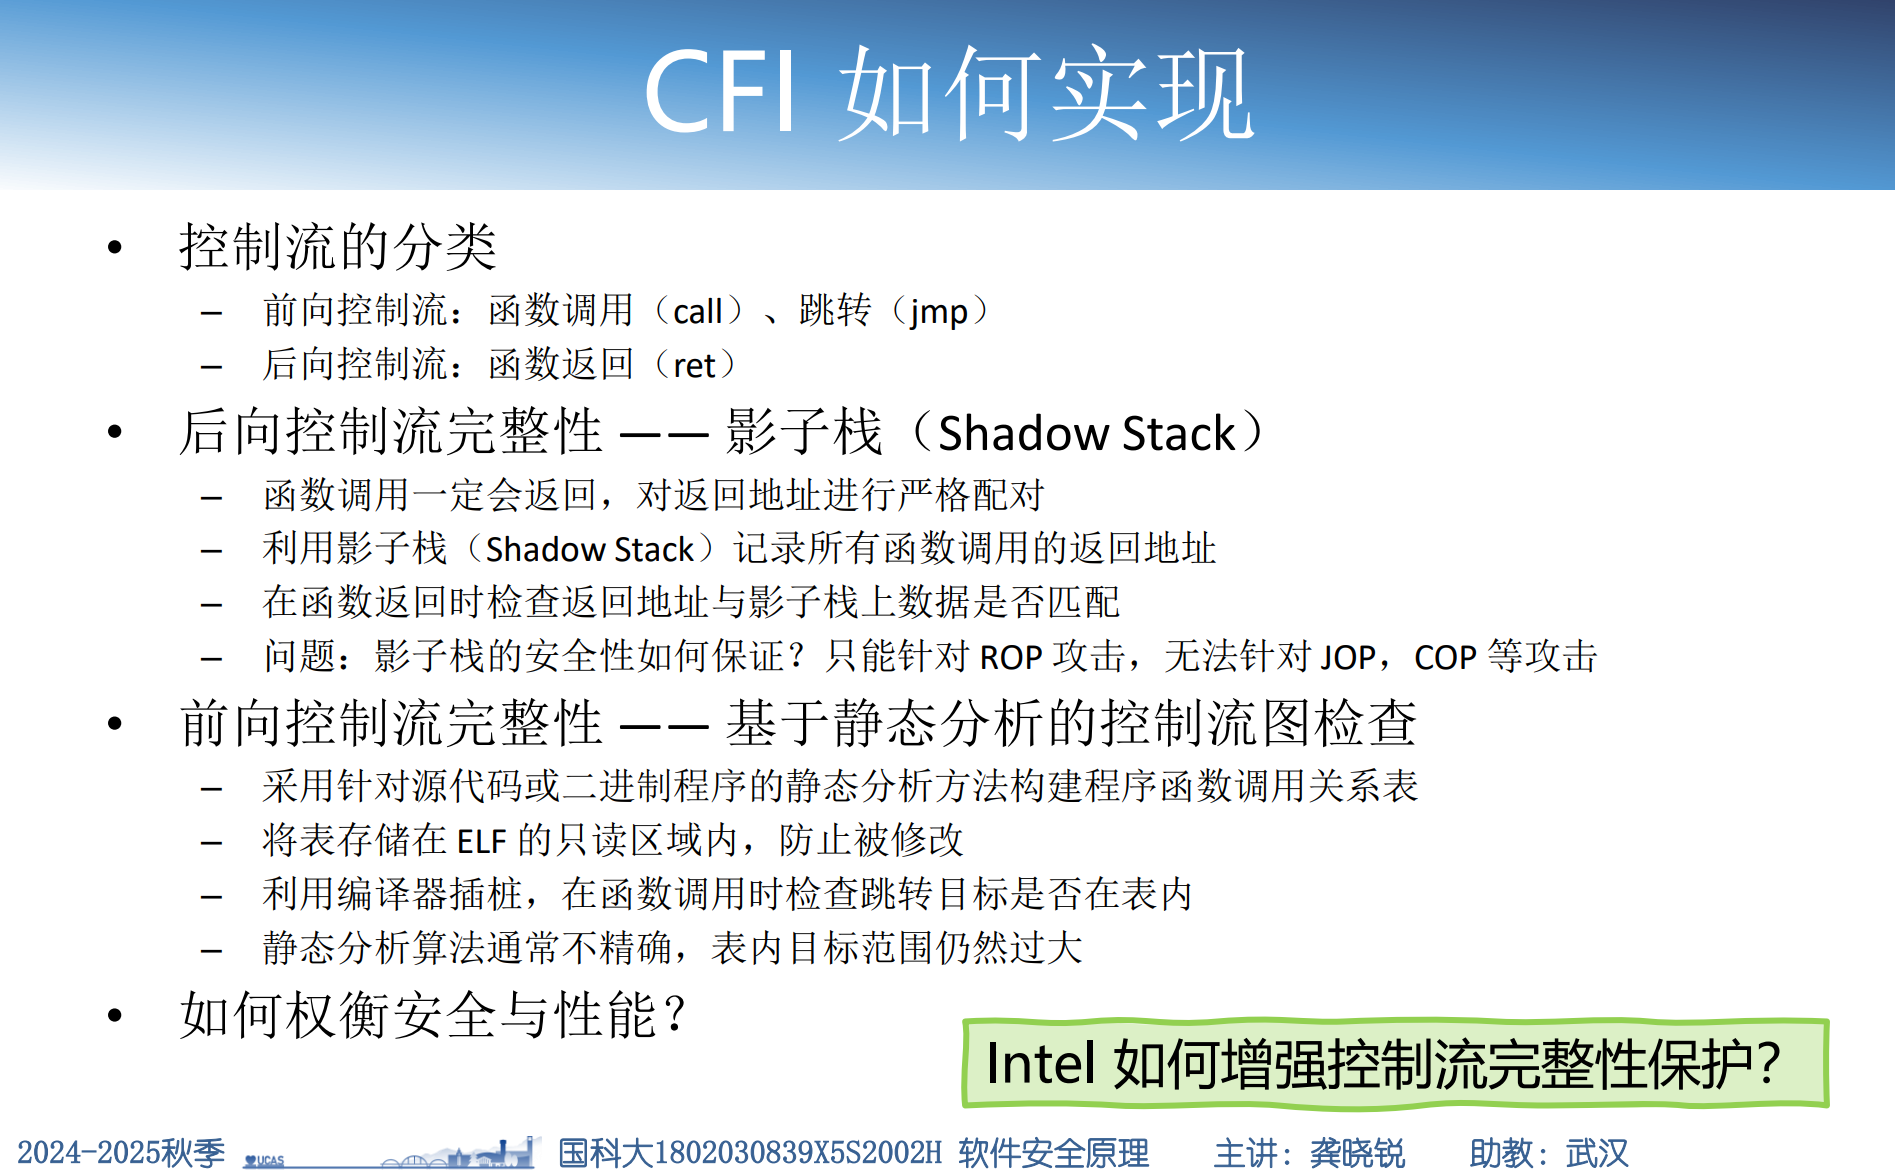 CFI 如何实现
• 控制流的分类
– 前向控制流：函数调用（call）、跳转（jmp）
– 后向控制流：函数返回（ret）
• 后向控制流完整性 —— 影子栈（Shadow Stack）
– 函数调用一定会返回，对返回地址进行严格配对
– 利用影子栈（Shadow Stack）记录所有函数调用的返回地址
– 在函数返回时检查返回地址与影子栈上数据是否匹配
– 问题：影子栈的安全性如何保证？只能针对 ROP 攻击，无法针对 JOP，COP 等攻击
• 前向控制流完整性 —— 基于静态分析的控制流图检查
– 采用针对源代码或二进制程序的静态分析方法构建程序函数调用关系表
– 将表存储在 ELF 的只读区域内，防止被修改
– 利用编译器插桩，在函数调用时检查跳转目标是否在表内
– 静态分析算法通常不精确，表内目标范围仍然过大
• 如何权衡安全与性能？
Intel 如何增强控制流完整性保护？
2024-2025秋季 UCAS 国科大1802030839X5S2002H 软件安全原理 主讲：龚晓锐 助教：武汉